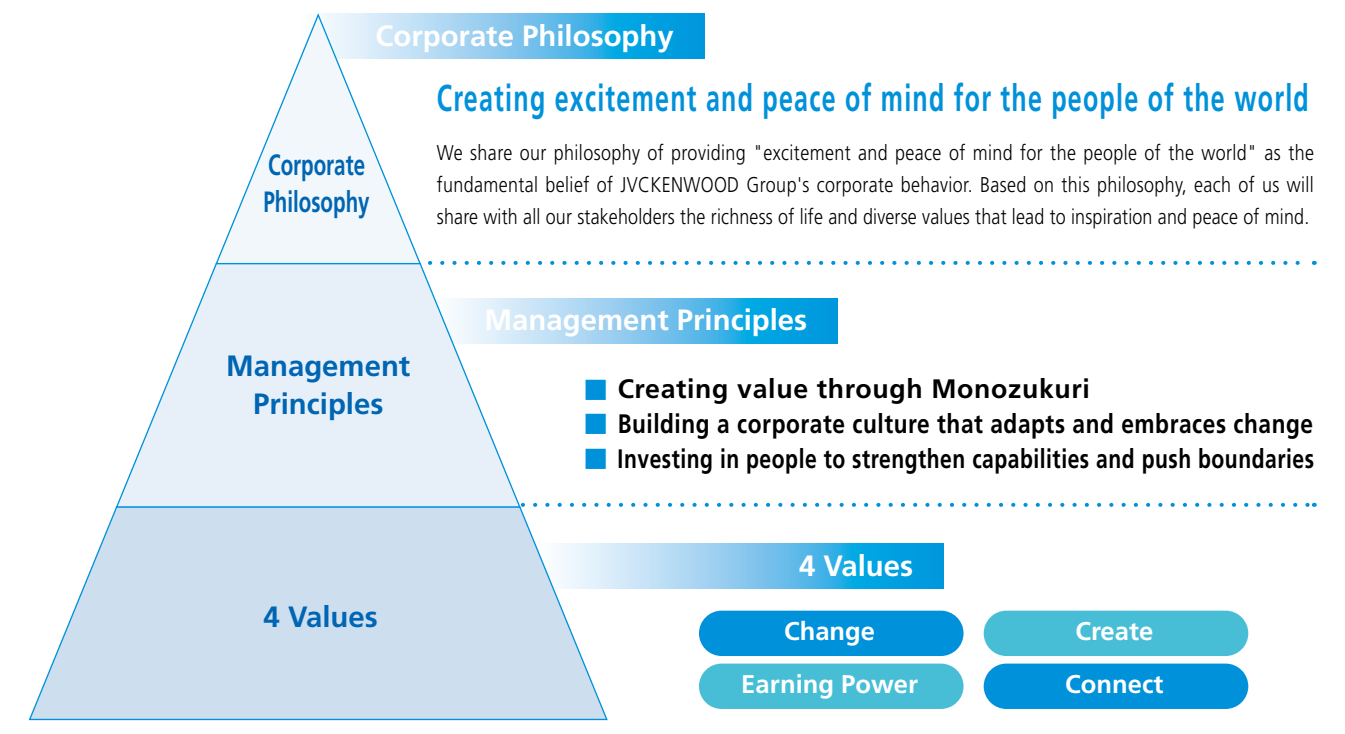 Corporate Philosophy
Creating excitement and peace of mind for the people of the world
We share our philosophy of providing "excitement and peace of mind for the people of the world" as the
fundamental belief of JVCKENWOOD Group's corporate behavior. Based on this philosophy, each of us will
share with all our stakeholders the richness of life and diverse values that lead to inspiration and peace of mind.
Corporate
Philosophy
Management Principles
Management
Principles
Creating value through Monozukuri
Building a corporate culture that adapts and embraces change
Investing in people to strengthen capabilities and push boundaries
4 Values
4 Values
Change
Create
Earning Power
Connect